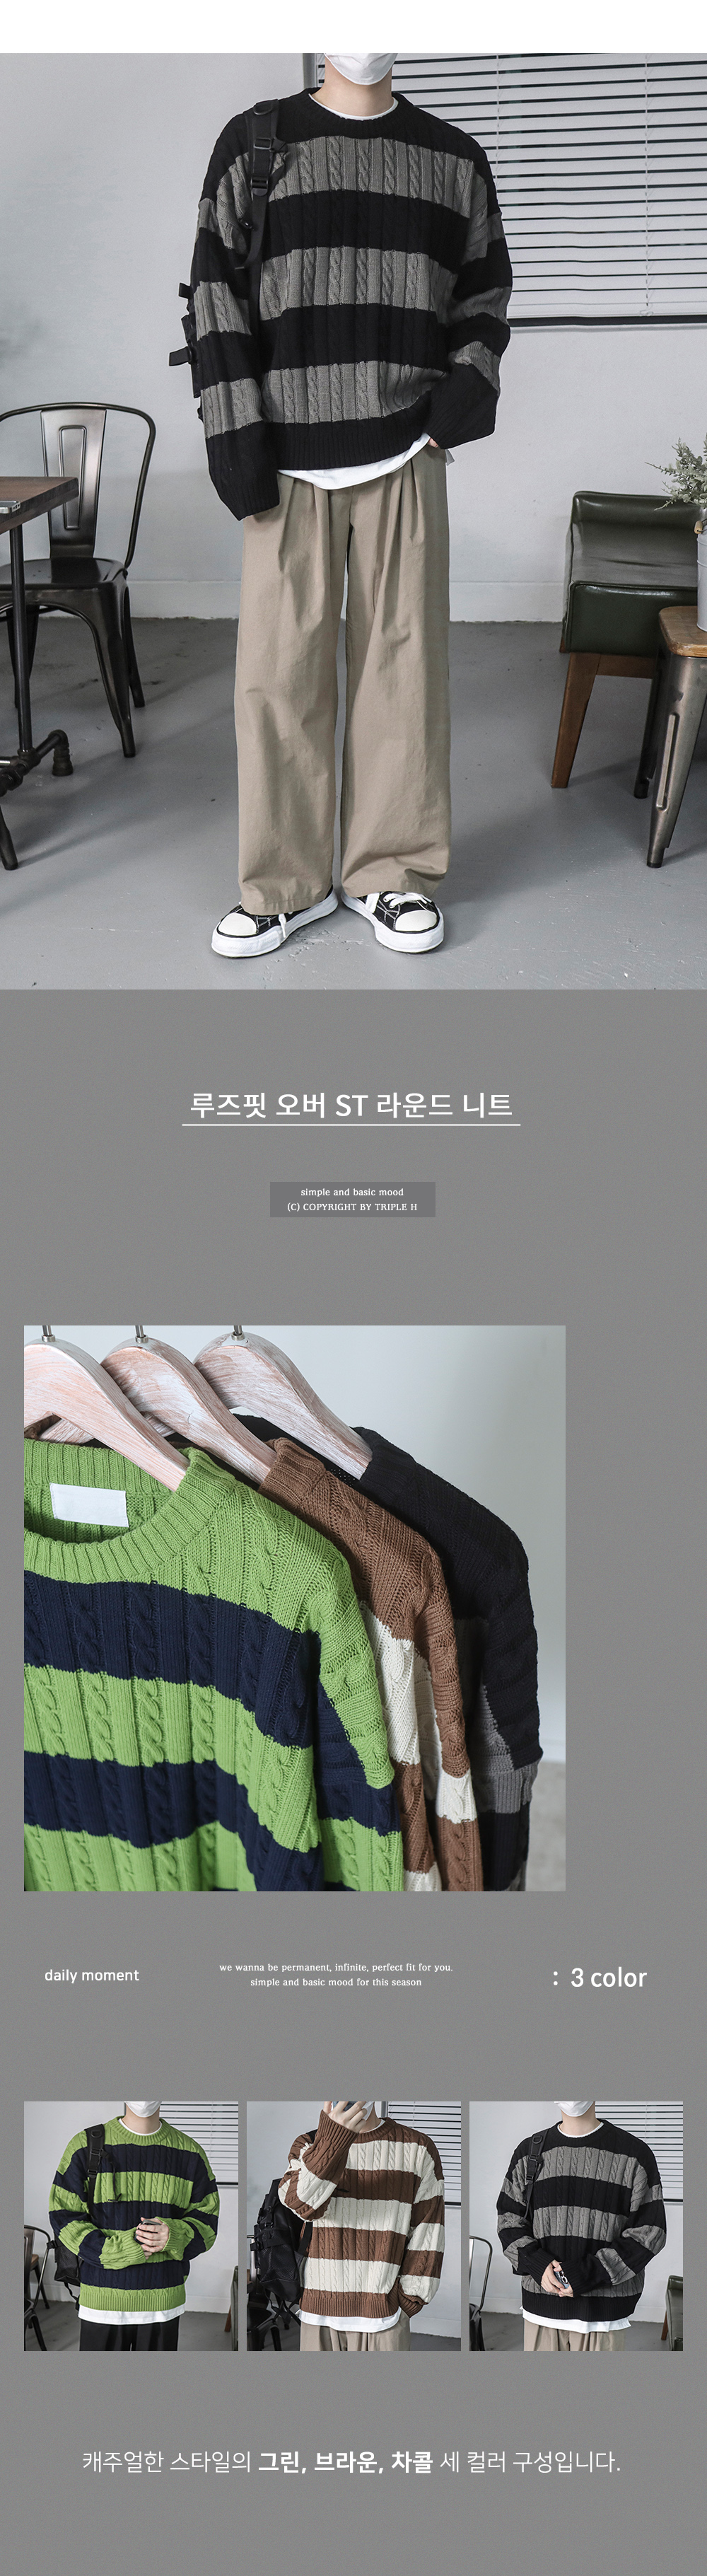 루즈핏 오버 ST 라운드 니트
simple and basic mood
(C) COPYRIGHT BY TRIPLE H
daily moment
we wanna be permanent, infinite, perfect fit for you.
simple and basic mood for this season
: 3 color
캐주얼한 스타일의 그린, 브라운, 차콜 세 컬러 구성입니다.